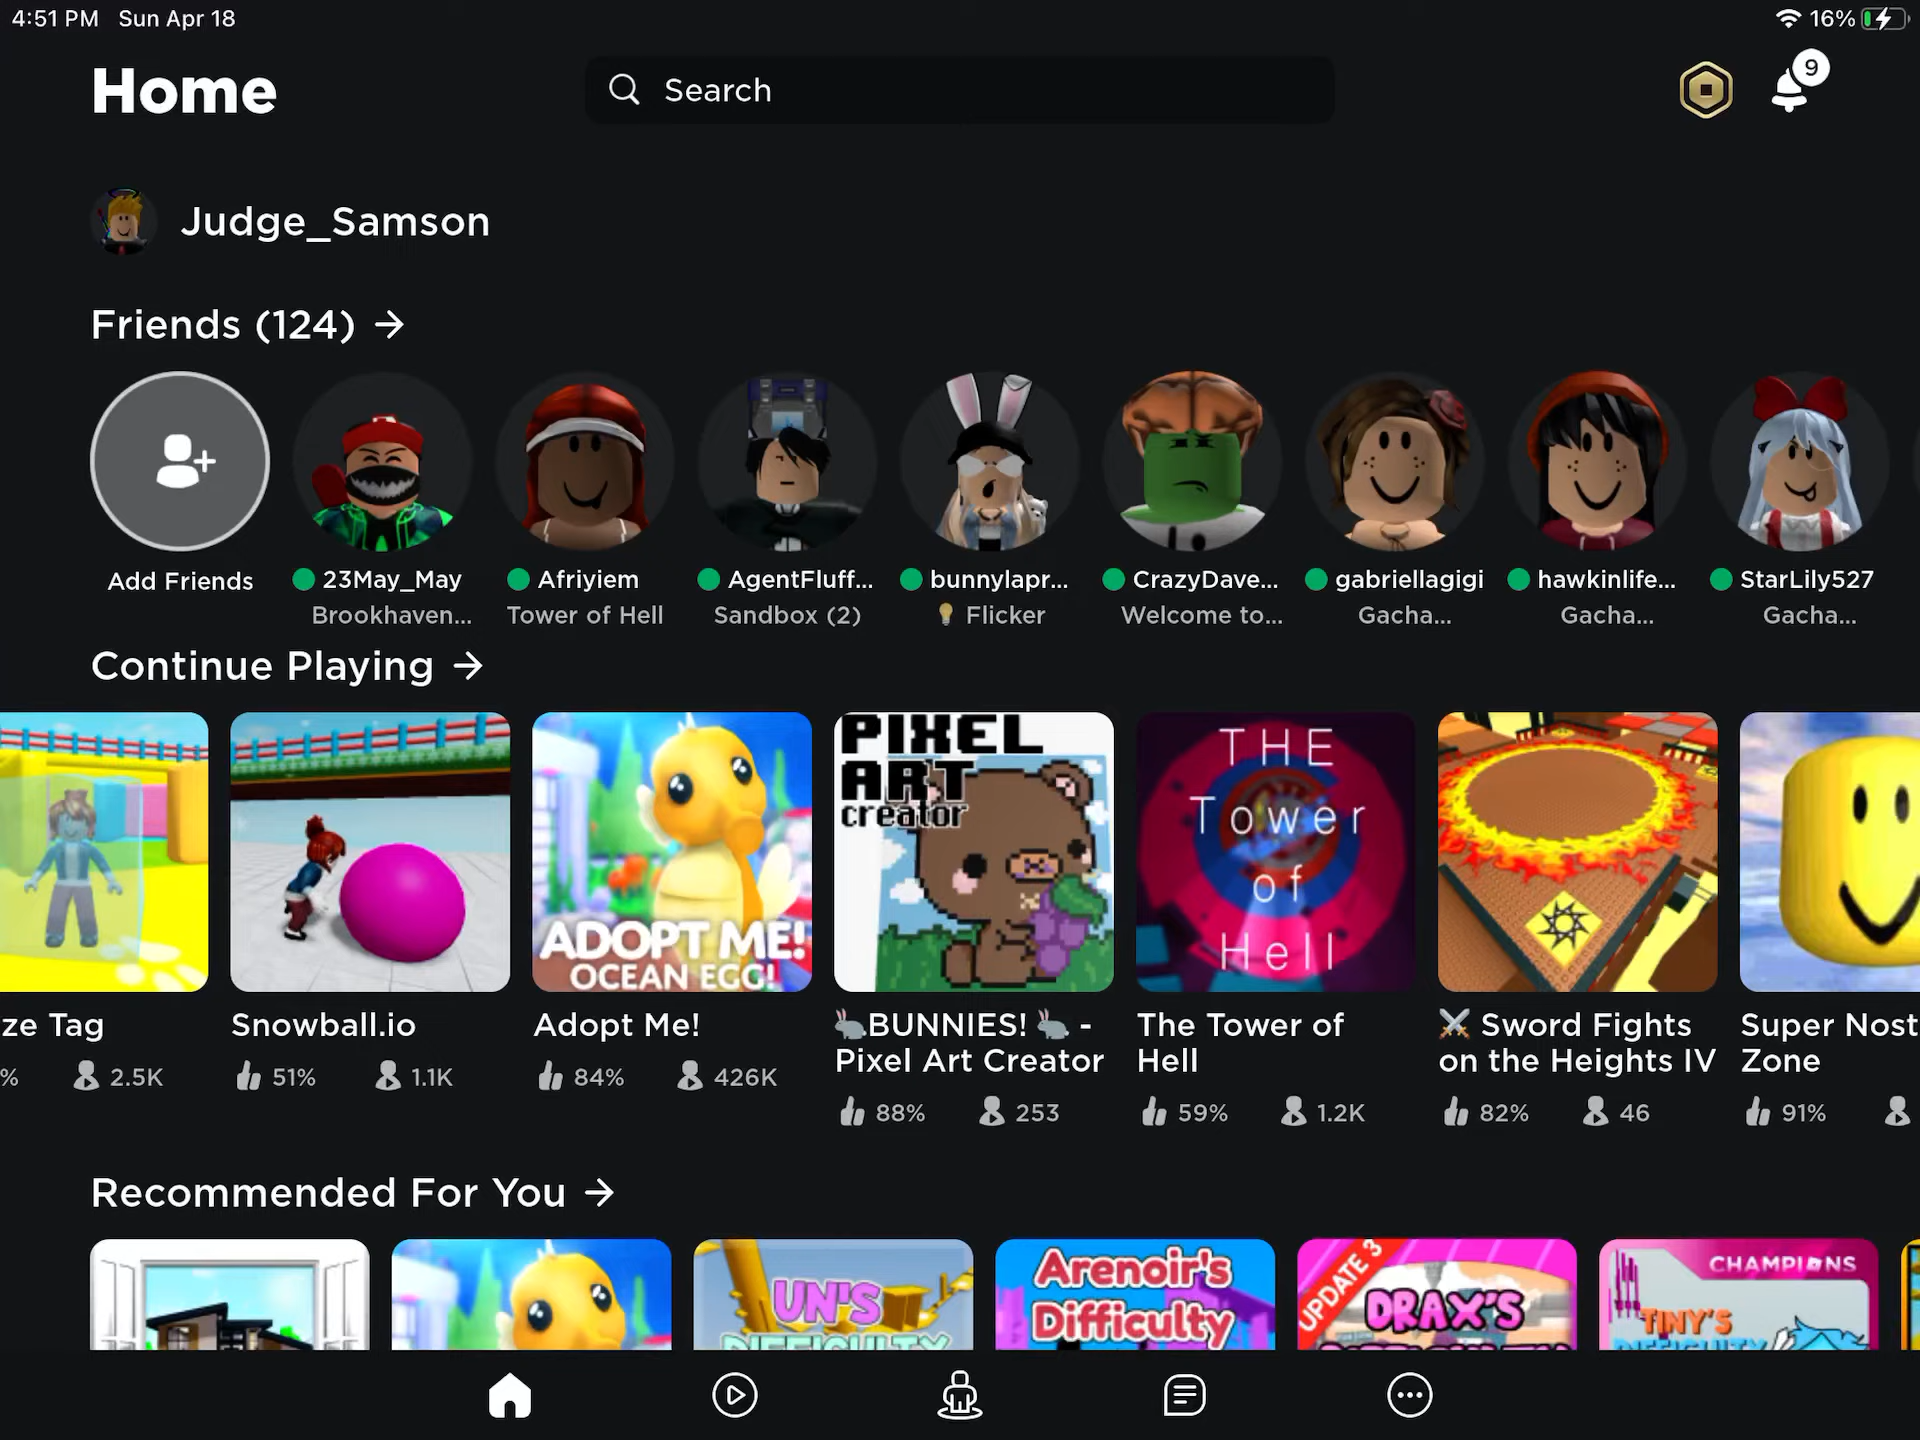 4:51 PM Sun Apr 18
16%
Home
Search
9
Judge_Samson
Friends (124) →
Add Friends
23May_May
Brookhaven...
Afriyiem
Tower of Hell
AgentFluff...
Sandbox (2)
bunnylapr...
💡 Flicker
CrazyDave...
Welcome to...
gabriellagigi
Gacha...
hawkinlife...
Gacha...
StarLily527
Gacha...
Continue Playing →
ADOPT ME!
OCEAN EGG!
PIXEL
ART
creator
THE
Tower
of
Hell
ze Tag
% 2.5K
Snowball.io
51% 1.1K
Adopt Me!
84% 426K
🐇BUNNIES! 🐇 -
Pixel Art Creator
88% 253
The Tower of
Hell
59% 1.2K
⚔️ Sword Fights
on the Heights IV
82% 46
Super Nost
Zone
91%
Recommended For You →
UN'S
DIFFICULTY
Arenoir's
Difficulty
UPDATE 3
DRAX'S
DIFFICULTY
CHAMPIONS
TINY'S
DIFFICULTY